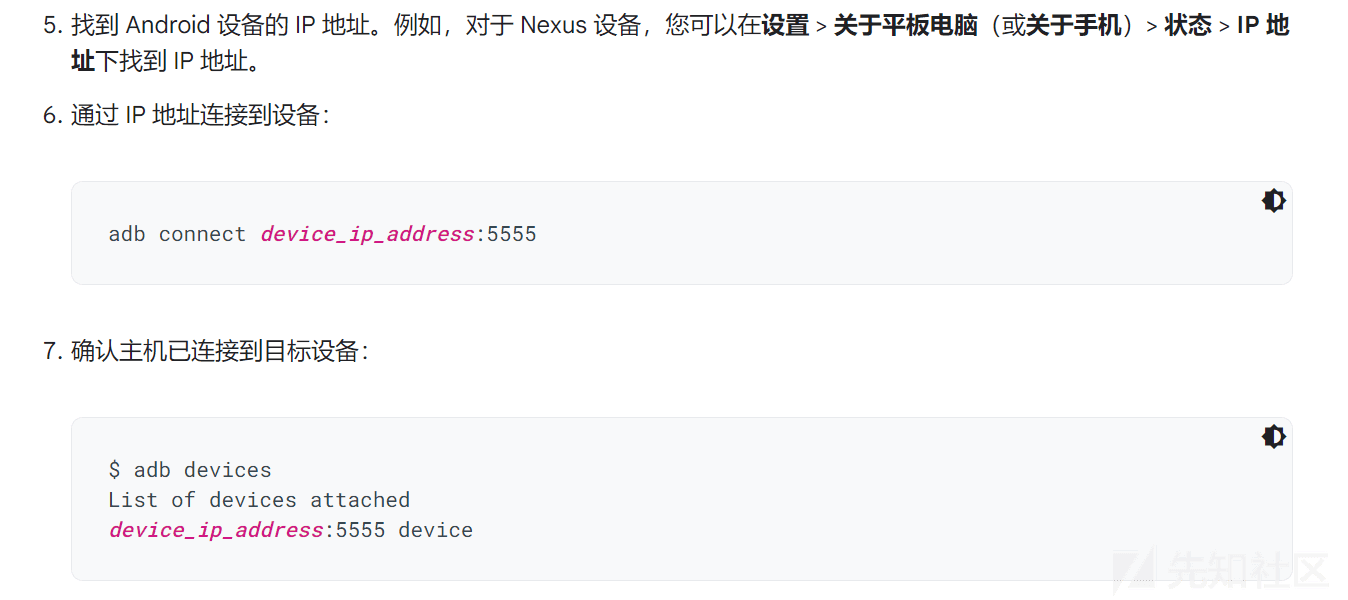 5. 找到 Android 设备的 IP 地址。例如，对于 Nexus 设备，您可以在设置 > 关于平板电脑（或关于手机）> 状态 > IP 地
址下找到 IP 地址。
6. 通过 IP 地址连接到设备：
adb connect device_ip_address:5555
7. 确认主机已连接到目标设备：
$ adb devices
List of devices attached
device_ip_address:5555 device
先知社区